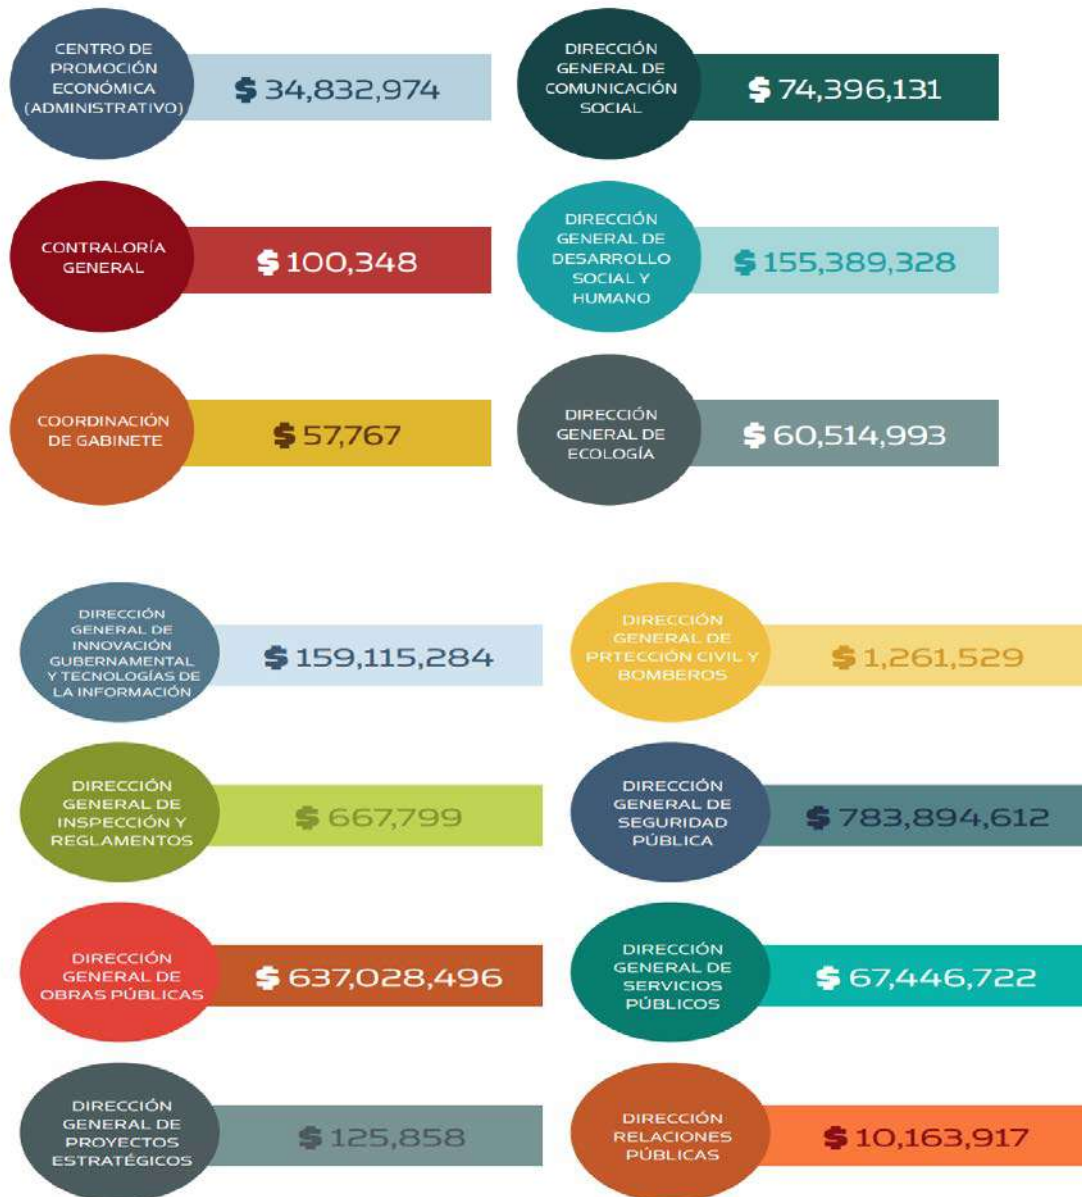 CENTRO DE
PROMOCIÓN
ECONÓMICA
(ADMINISTRATIVO)
$ 34,832,974
DIRECCIÓN
GENERAL DE
COMUNICACIÓN
SOCIAL
$ 74,396,131
CONTRALORÍA
GENERAL
$ 100,348
DIRECCIÓN
GENERAL DE
DESARROLLO
SOCIAL Y
HUMANO
$ 155,389,328
COORDINACIÓN
DE GABINETE
$ 57,767
DIRECCIÓN
GENERAL DE
ECOLOGÍA
$ 60,514,993
DIRECCIÓN
GENERAL DE
INNOVACIÓN
GUBERNAMENTAL
Y TECNOLOGÍAS DE
LA INFORMACIÓN
$ 159,115,284
DIRECCIÓN
GENERAL DE
PRTECCIÓN CIVIL Y
BOMBEROS
$ 1,261,529
DIRECCIÓN
GENERAL DE
INSPECCIÓN Y
REGLAMENTOS
$ 667,799
DIRECCIÓN
GENERAL DE
SEGURIDAD
PÚBLICA
$ 783,894,612
DIRECCIÓN
GENERAL DE
OBRAS PÚBLICAS
$ 637,028,496
DIRECCIÓN
GENERAL DE
SERVICIOS
PÚBLICOS
$ 67,446,722
DIRECCIÓN
GENERAL DE
PROYECTOS
ESTRATÉGICOS
$ 125,858
DIRECCIÓN
RELACIONES
PÚBLICAS
$ 10,163,917